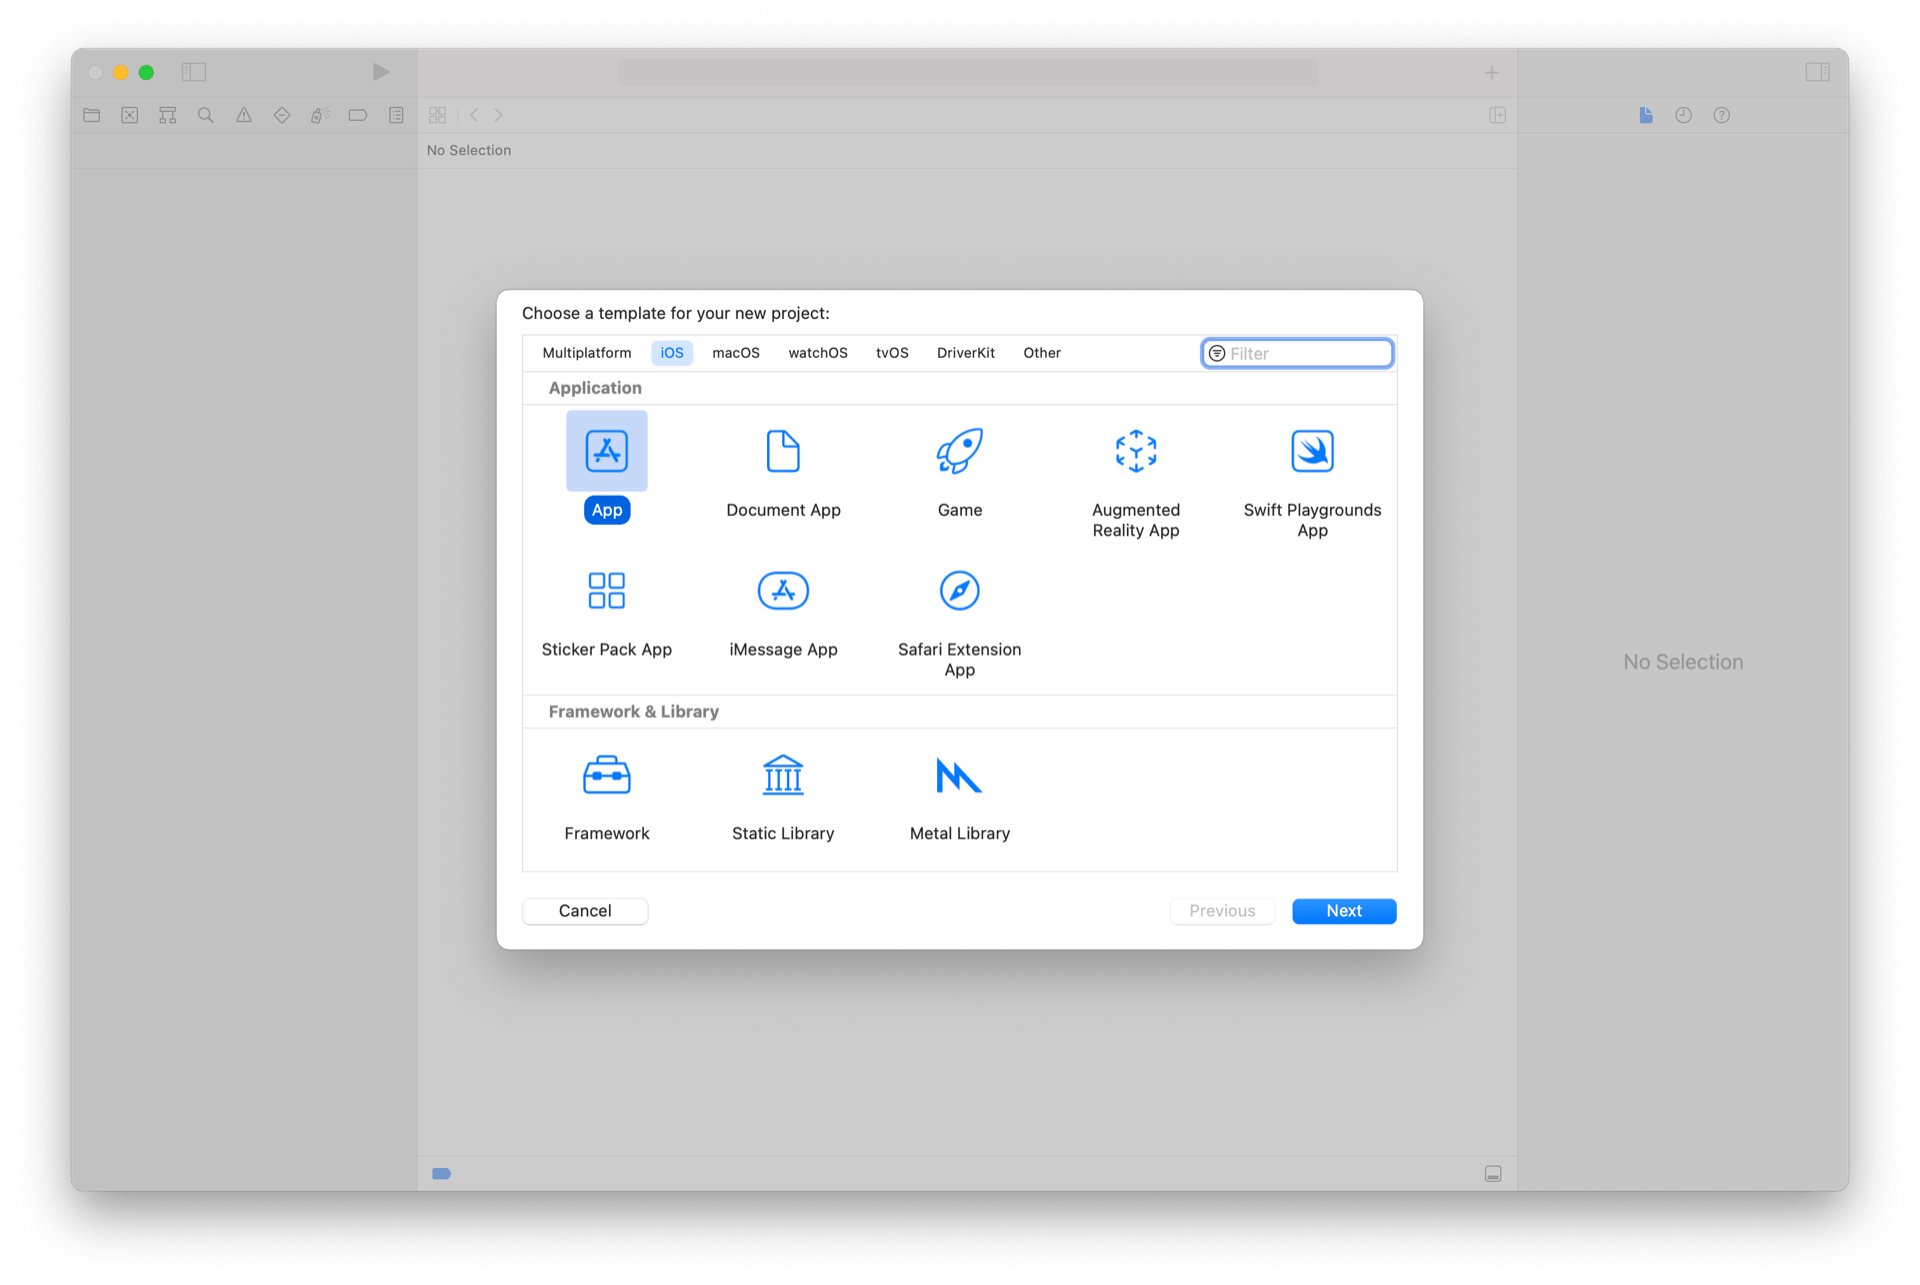 No Selection
Choose a template for your new project:
Multiplatform iOS macOS watchOS tvOS DriverKit Other Filter
Application
App Document App Game Augmented Reality App Swift Playgrounds App
Sticker Pack App iMessage App Safari Extension App
No Selection
Framework & Library
Framework Static Library Metal Library
Cancel Previous Next